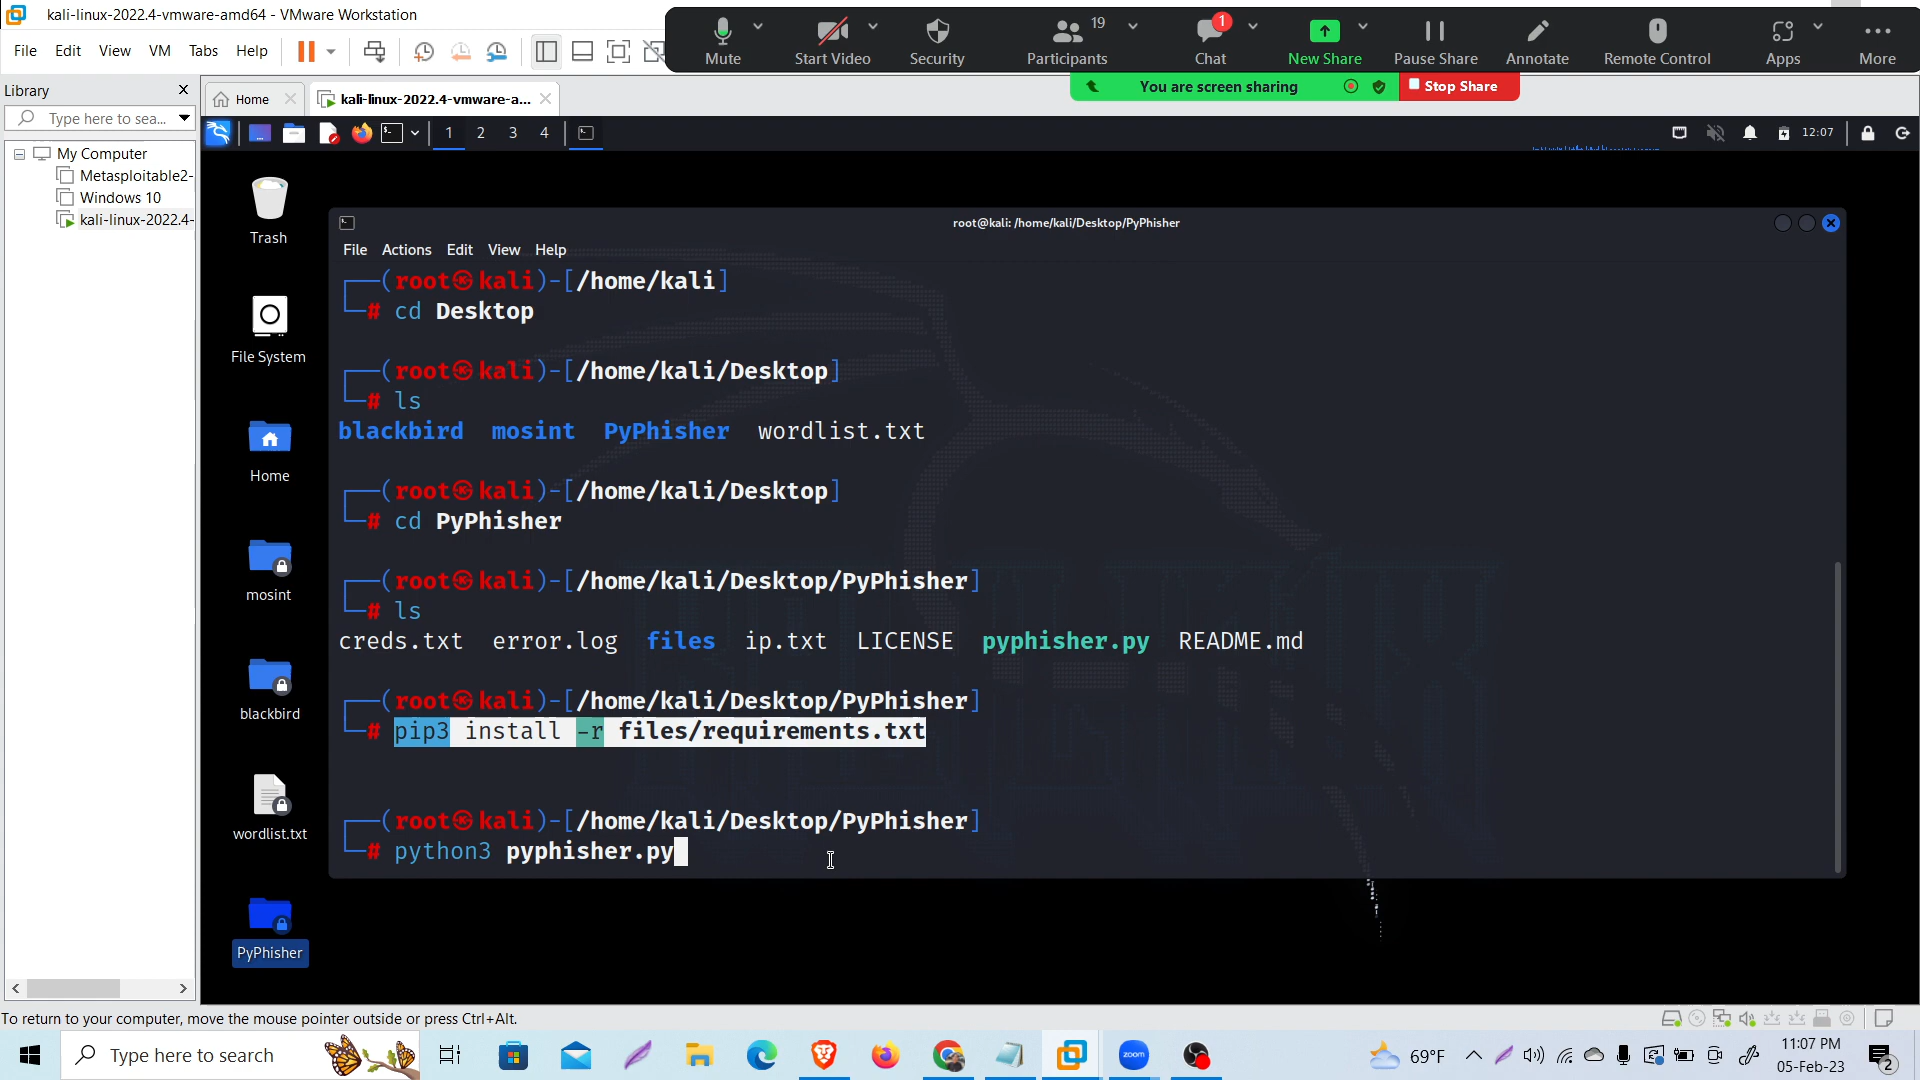 kali-linux-2022.4-vmware-amd64 - VMware Workstation
File Edit View VM Tabs Help
Mute Start Video Security Participants 19 Chat 1 New Share Pause Share Annotate Remote Control Apps More
You are screen sharing Stop Share
Library
Home kali-linux-2022.4-vmware-a...
Type here to sea...
1 2 3 4 12:07
My Computer
Metasploitable2-
Windows 10
kali-linux-2022.4-
Trash
File System
Home
mosint
blackbird
wordlist.txt
PyPhisher
root@kali: /home/kali/Desktop/PyPhisher
File Actions Edit View Help
┌──(root㉿kali)-[/home/kali]
└─# cd Desktop
┌──(root㉿kali)-[/home/kali/Desktop]
└─# ls
blackbird mosint PyPhisher wordlist.txt
┌──(root㉿kali)-[/home/kali/Desktop]
└─# cd PyPhisher
┌──(root㉿kali)-[/home/kali/Desktop/PyPhisher]
└─# ls
creds.txt error.log files ip.txt LICENSE pyphisher.py README.md
┌──(root㉿kali)-[/home/kali/Desktop/PyPhisher]
└─# pip3 install -r files/requirements.txt
┌──(root㉿kali)-[/home/kali/Desktop/PyPhisher]
└─# python3 pyphisher.py
To return to your computer, move the mouse pointer outside or press Ctrl+Alt.
Type here to search
zoom
69°F
11:07 PM
05-Feb-23
2